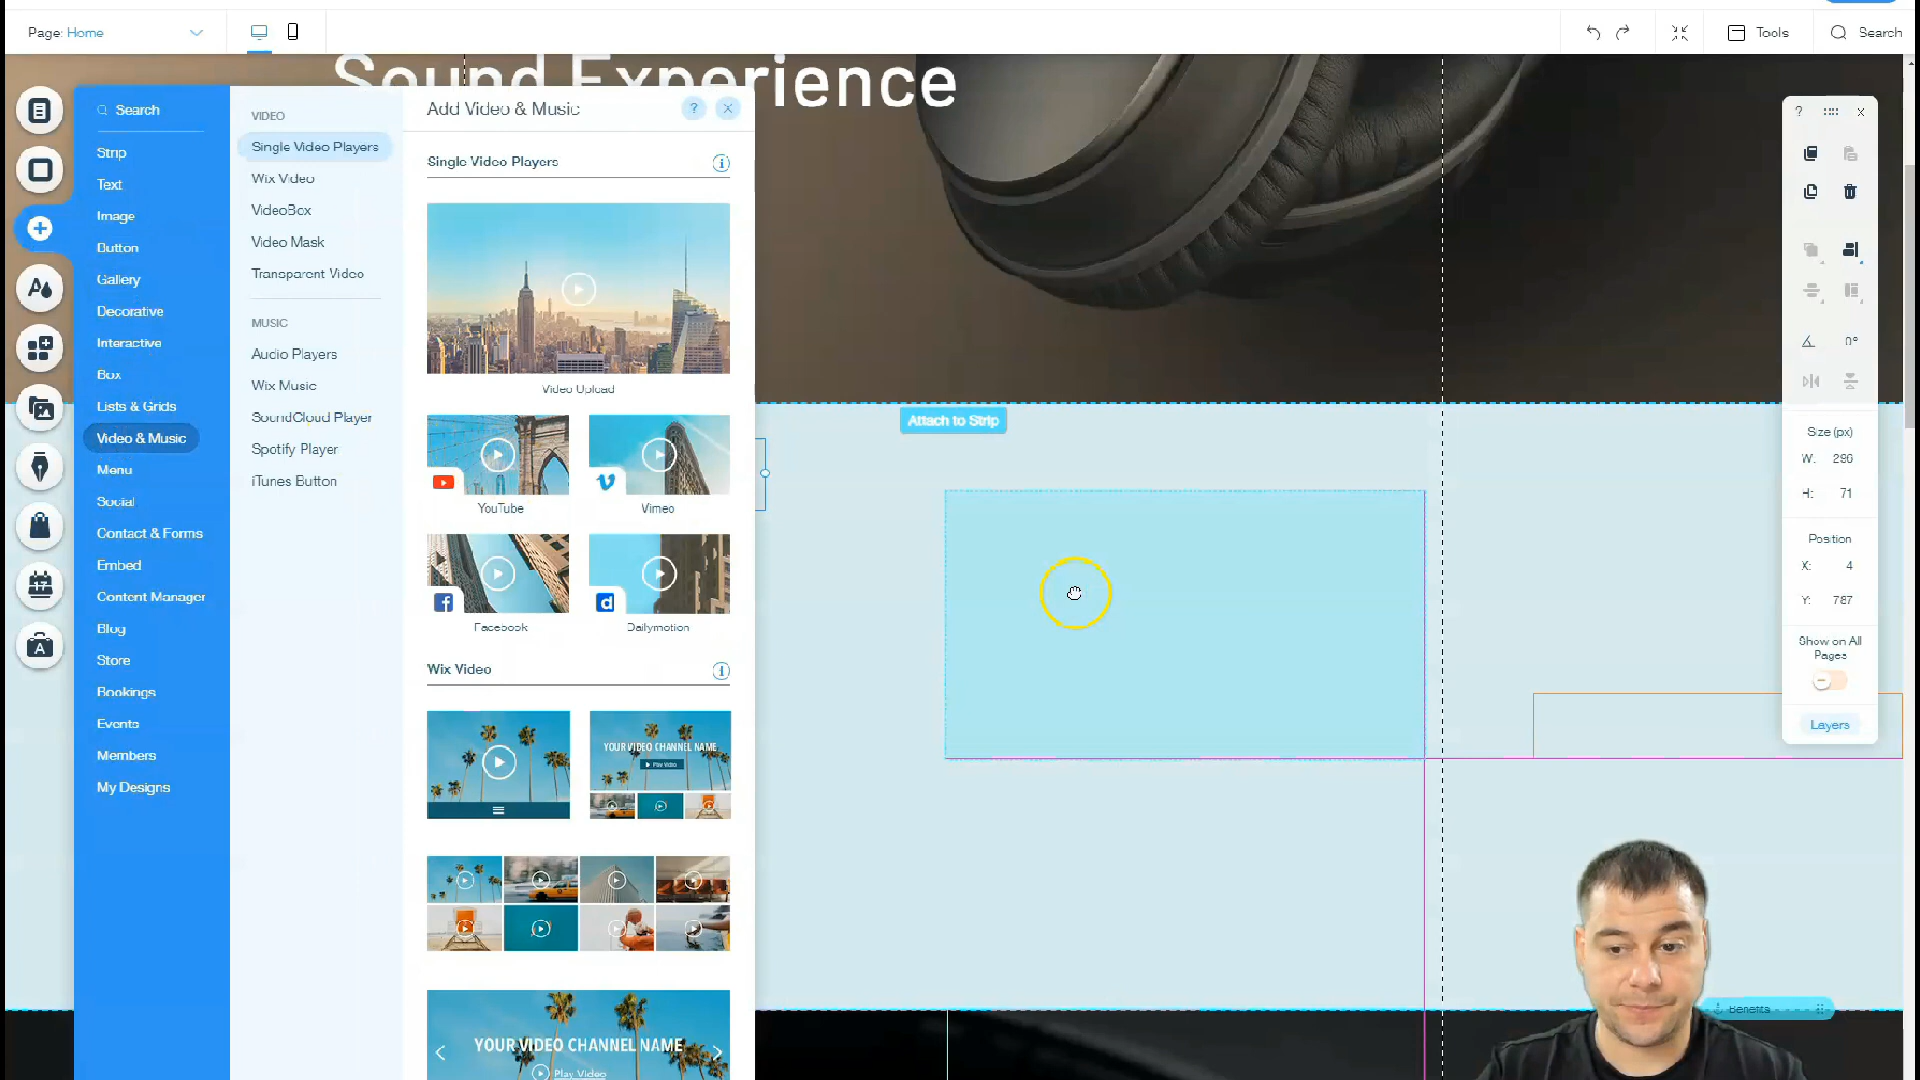 Page: Home
Tools
Search
Sound Experience
Search
Strip
Text
Image
Button
Gallery
Decorative
Interactive
Box
Lists & Grids
Video & Music
Menu
Social
Contact & Forms
Embed
Content Manager
Blog
Store
Bookings
Events
Members
My Designs
VIDEO
Single Video Players
Wix Video
VideoBox
Video Mask
Transparent Video
MUSIC
Audio Players
Wix Music
SoundCloud Player
Spotify Player
iTunes Button
Add Video & Music
?
Single Video Players
i
Video Upload
YouTube
Vimeo
Facebook
d
Dailymotion
Wix Video
i
YOUR VIDEO CHANNEL NAME
Play Video
YOUR VIDEO CHANNEL NAME
Play Video
Attach to Strip
?
0°
Size (px)
W: 296
H: 71
Position
X: 4
Y: 787
Show on All
Pages
Layers
Benefits
17
A